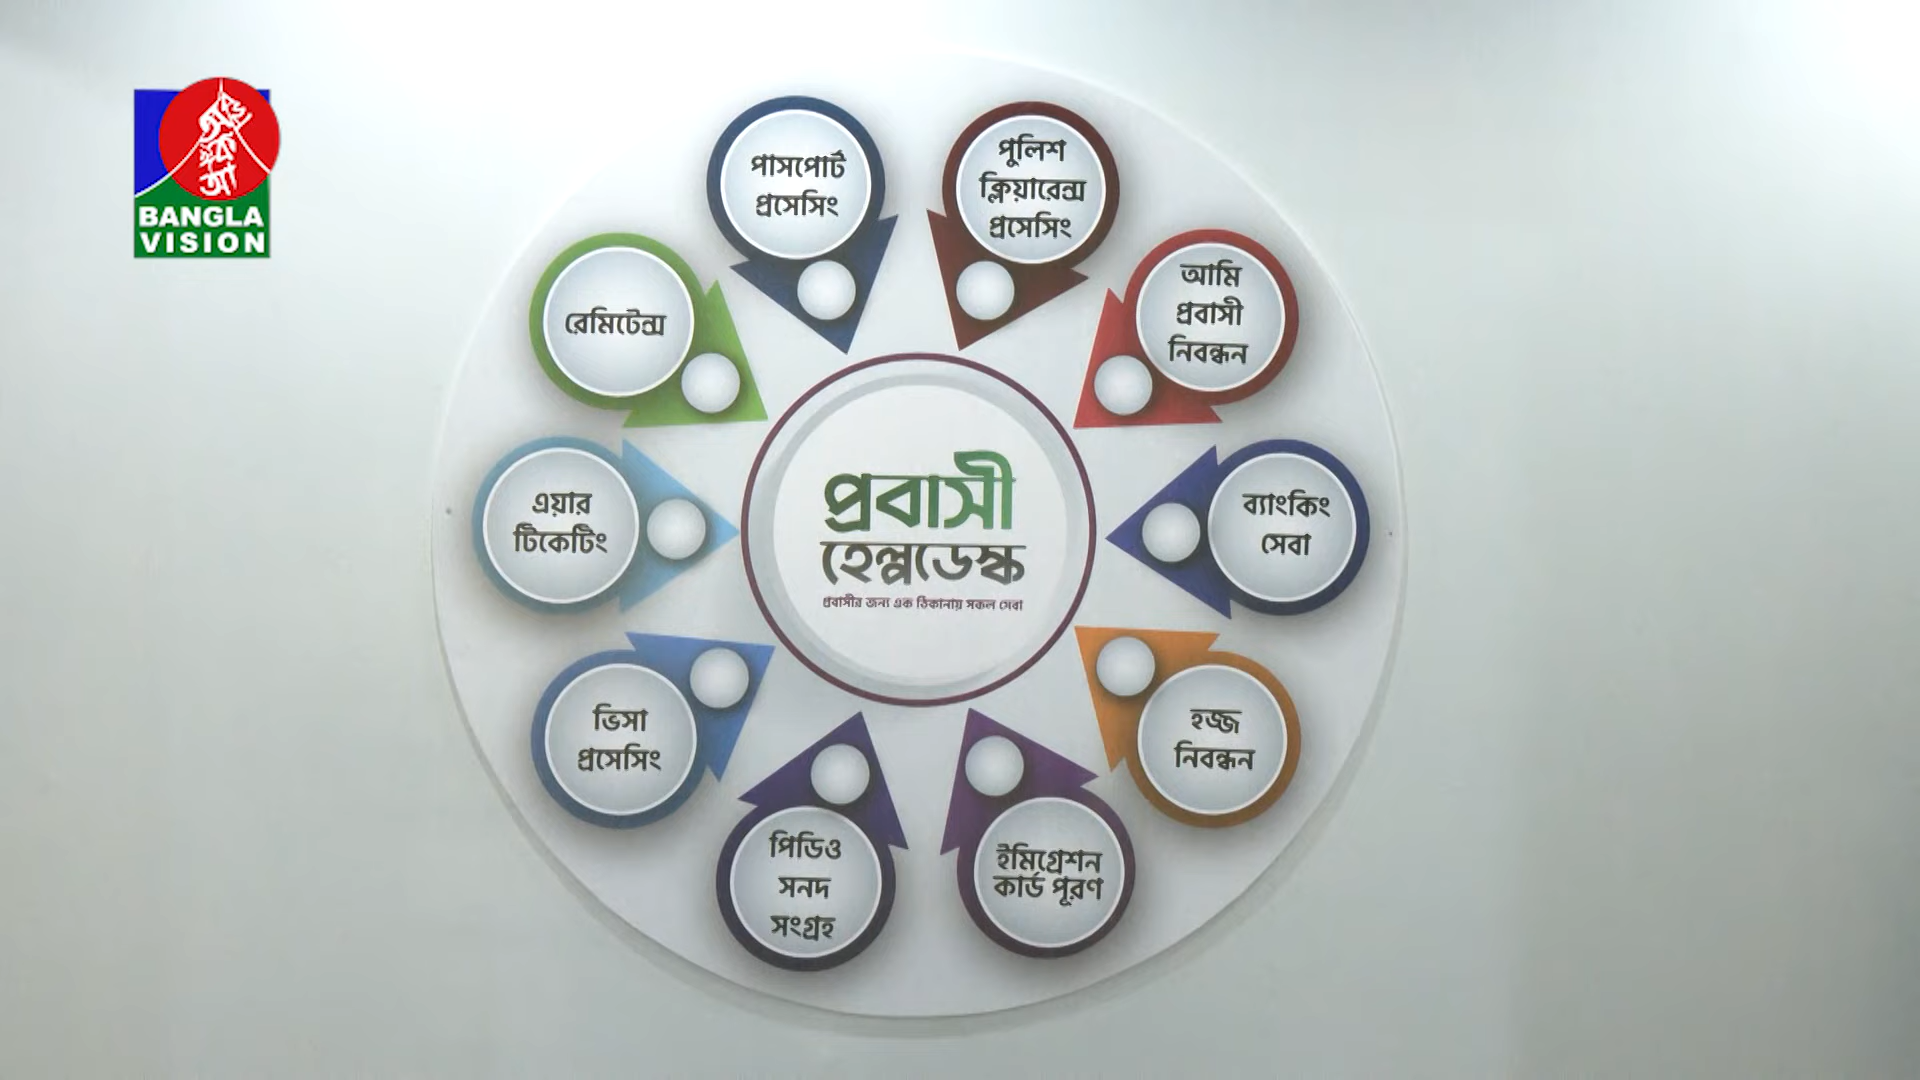 BANGLA
VISION
পাসপোর্ট
প্রসেসিং
পুলিশ
ক্লিয়ারেন্স
প্রসেসিং
আমি
প্রবাসী
নিবন্ধন
ব্যাংকিং
সেবা
হজ্জ
নিবন্ধন
ইমিগ্রেশন
কার্ড পূরণ
পিডিও
সনদ
সংগ্রহ
ভিসা
প্রসেসিং
এয়ার
টিকেটিং
রেমিটেন্স
প্রবাসী
হেল্পডেস্ক
প্রবাসীর জন্য এক ঠিকানায় সকল সেবা